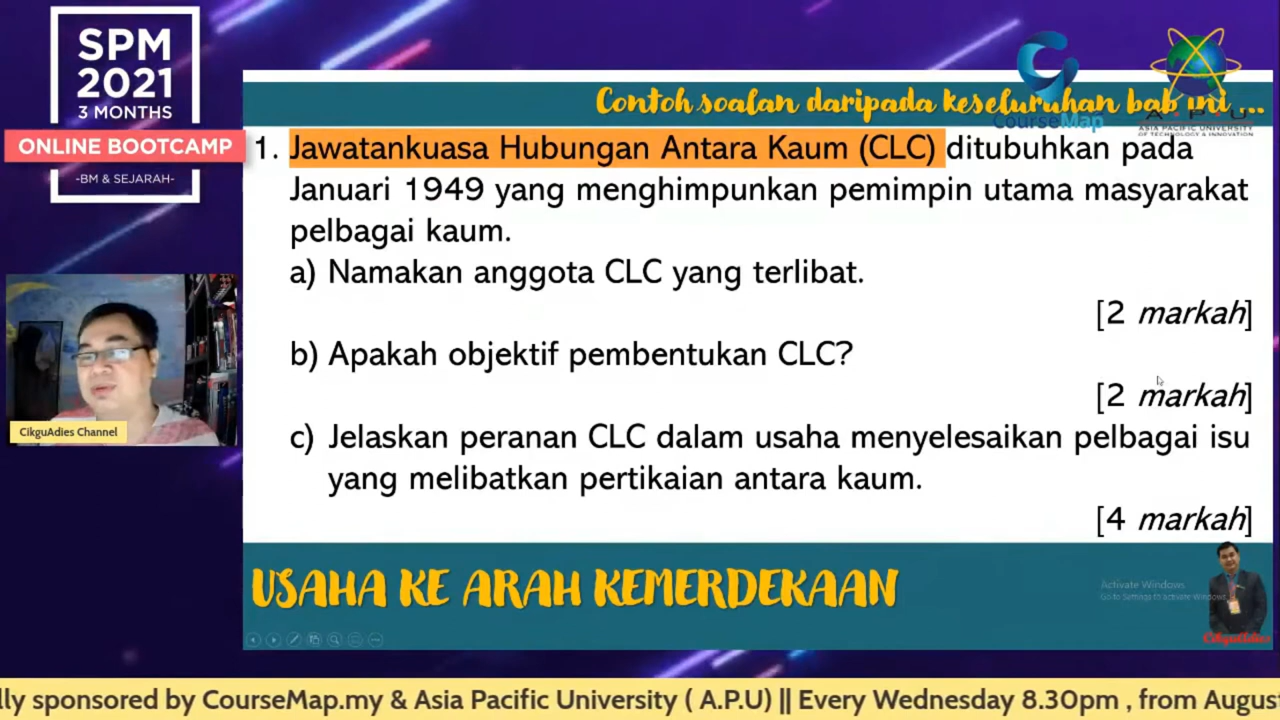 SPM
2021
3 MONTHS
ONLINE BOOTCAMP
-BM & SEJARAH-
Contoh soalan daripada keseluruhan bab ini ...
CourseMap
A.P.U
ASIA PACIFIC UNIVERSITY
OF TECHNOLOGY & INNOVATION
1. Jawatankuasa Hubungan Antara Kaum (CLC) ditubuhkan pada
Januari 1949 yang menghimpunkan pemimpin utama masyarakat
pelbagai kaum.
a) Namakan anggota CLC yang terlibat.
[2 markah]
b) Apakah objektif pembentukan CLC?
[2 markah]
c) Jelaskan peranan CLC dalam usaha menyelesaikan pelbagai isu
yang melibatkan pertikaian antara kaum.
[4 markah]
CikguAdies Channel
USAHA KE ARAH KEMERDEKAAN
Activate Windows
Go to Settings to activate Windows.
CikguAdies
lly sponsored by CourseMap.my & Asia Pacific University ( A.P.U) || Every Wednesday 8.30pm , from Augus